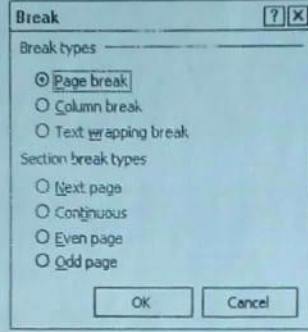 Break ? X
Break types
Page break
Column break
Text wrapping break
Section break types
Next page
Continuous
Even page
Odd page
OK Cancel